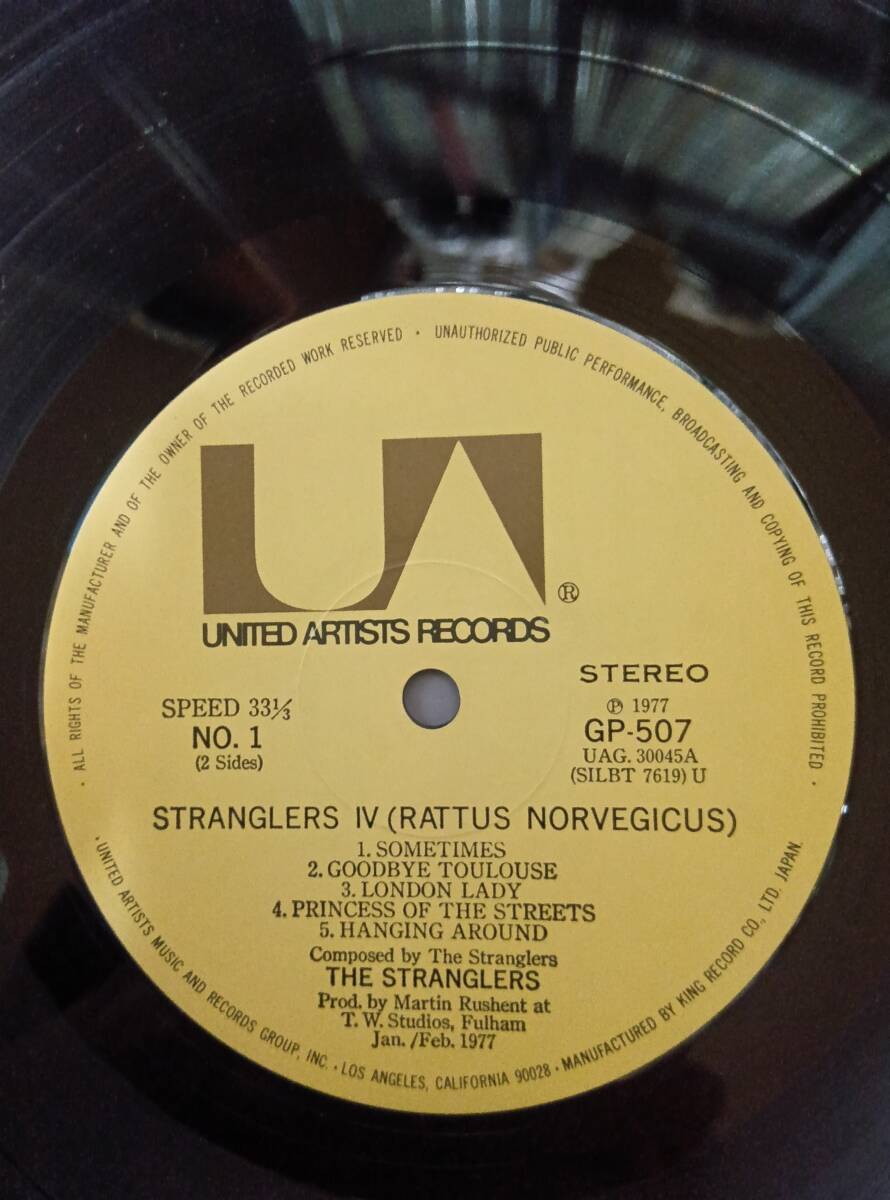 ALL RIGHTS OF THE MANUFACTURER AND OF THE OWNER OF THE RECORDED WORK RESERVED · UNAUTHORIZED PUBLIC PERFORMANCE, BROADCASTING AND COPYING OF THIS RECORD PROHIBITED ·
UA ®
UNITED ARTISTS RECORDS
STEREO
SPEED 33⅓
NO. 1
(2 Sides)
℗ 1977
GP-507
UAG. 30045A
(SILBT 7619) U
STRANGLERS IV (RATTUS NORVEGICUS)
1. SOMETIMES
2. GOODBYE TOULOUSE
3. LONDON LADY
4. PRINCESS OF THE STREETS
5. HANGING AROUND
Composed by The Stranglers
THE STRANGLERS
Prod. by Martin Rushent at
T. W. Studios, Fulham
Jan. /Feb. 1977
· UNITED ARTISTS MUSIC AND RECORDS GROUP, INC. · LOS ANGELES, CALIFORNIA 90028 · MANUFACTURED BY KING RECORD CO., LTD. JAPAN.